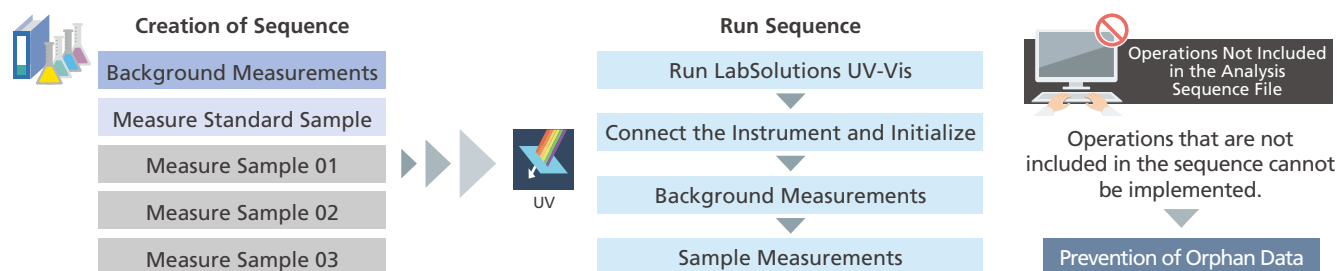 Creation of Sequence
Background Measurements
Measure Standard Sample
Measure Sample 01
Measure Sample 02
Measure Sample 03
UV
Run Sequence
Run LabSolutions UV-Vis
Connect the Instrument and Initialize
Background Measurements
Sample Measurements
Operations Not Included
in the Analysis
Sequence File
Operations that are not
included in the sequence cannot
be implemented.
Prevention of Orphan Data